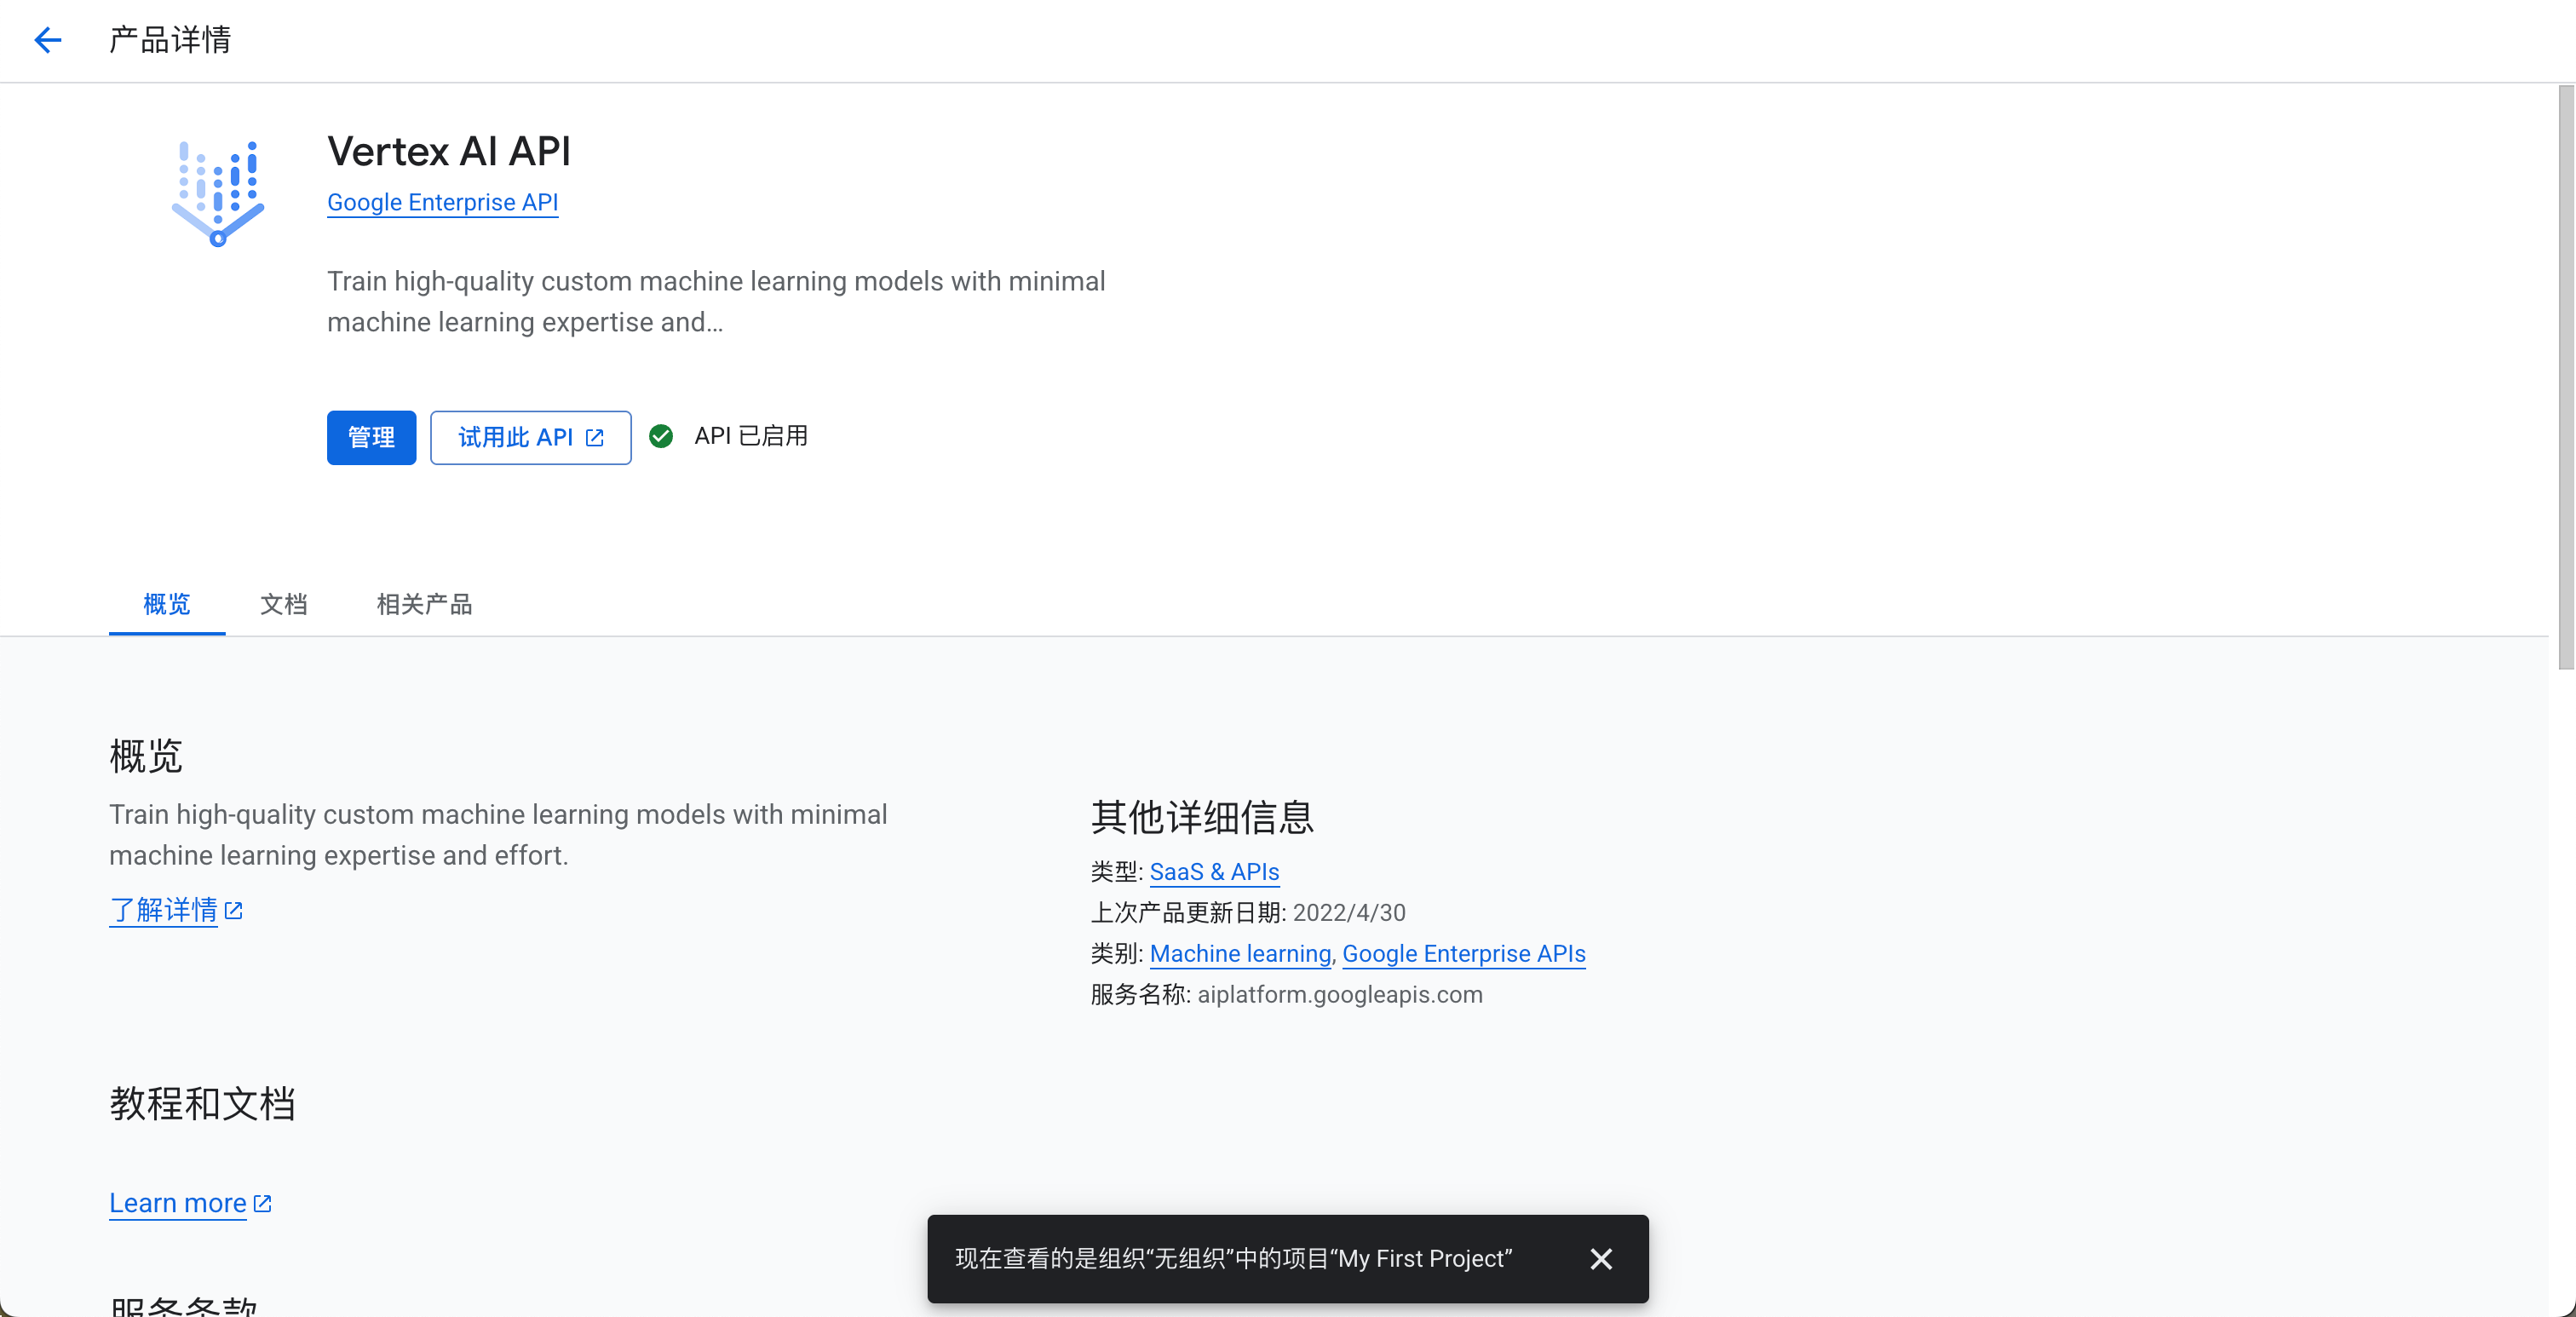 产品详情
Vertex AI API
Google Enterprise API
Train high-quality custom machine learning models with minimal
machine learning expertise and…
管理
试用此 API
API 已启用
概览
文档
相关产品
概览
Train high-quality custom machine learning models with minimal
machine learning expertise and effort.
了解详情
其他详细信息
类型: SaaS & APIs
上次产品更新日期: 2022/4/30
类别: Machine learning, Google Enterprise APIs
服务名称: aiplatform.googleapis.com
教程和文档
Learn more
服务条款
现在查看的是组织“无组织”中的项目“My First Project”